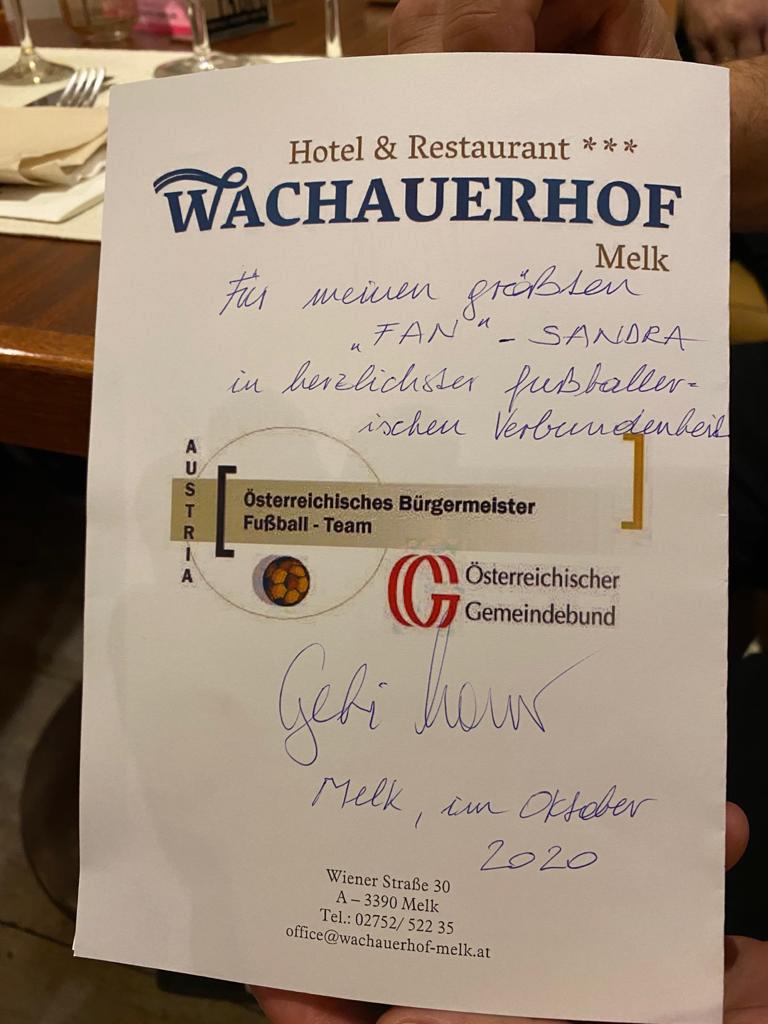 Hotel & Restaurant ***
WACHAUERHOF
Melk
Für meinen größten
„FAN" - SANDRA
in herzlichster fußballer=
ischen Verbundenheit
AUSTRIA
Österreichisches Bürgermeister
Fußball - Team
Österreichischer
Gemeindebund
Melk, im Oktober
2020
Wiener Straße 30
A – 3390 Melk
Tel.: 02752/ 522 35
office@wachauerhof-melk.at